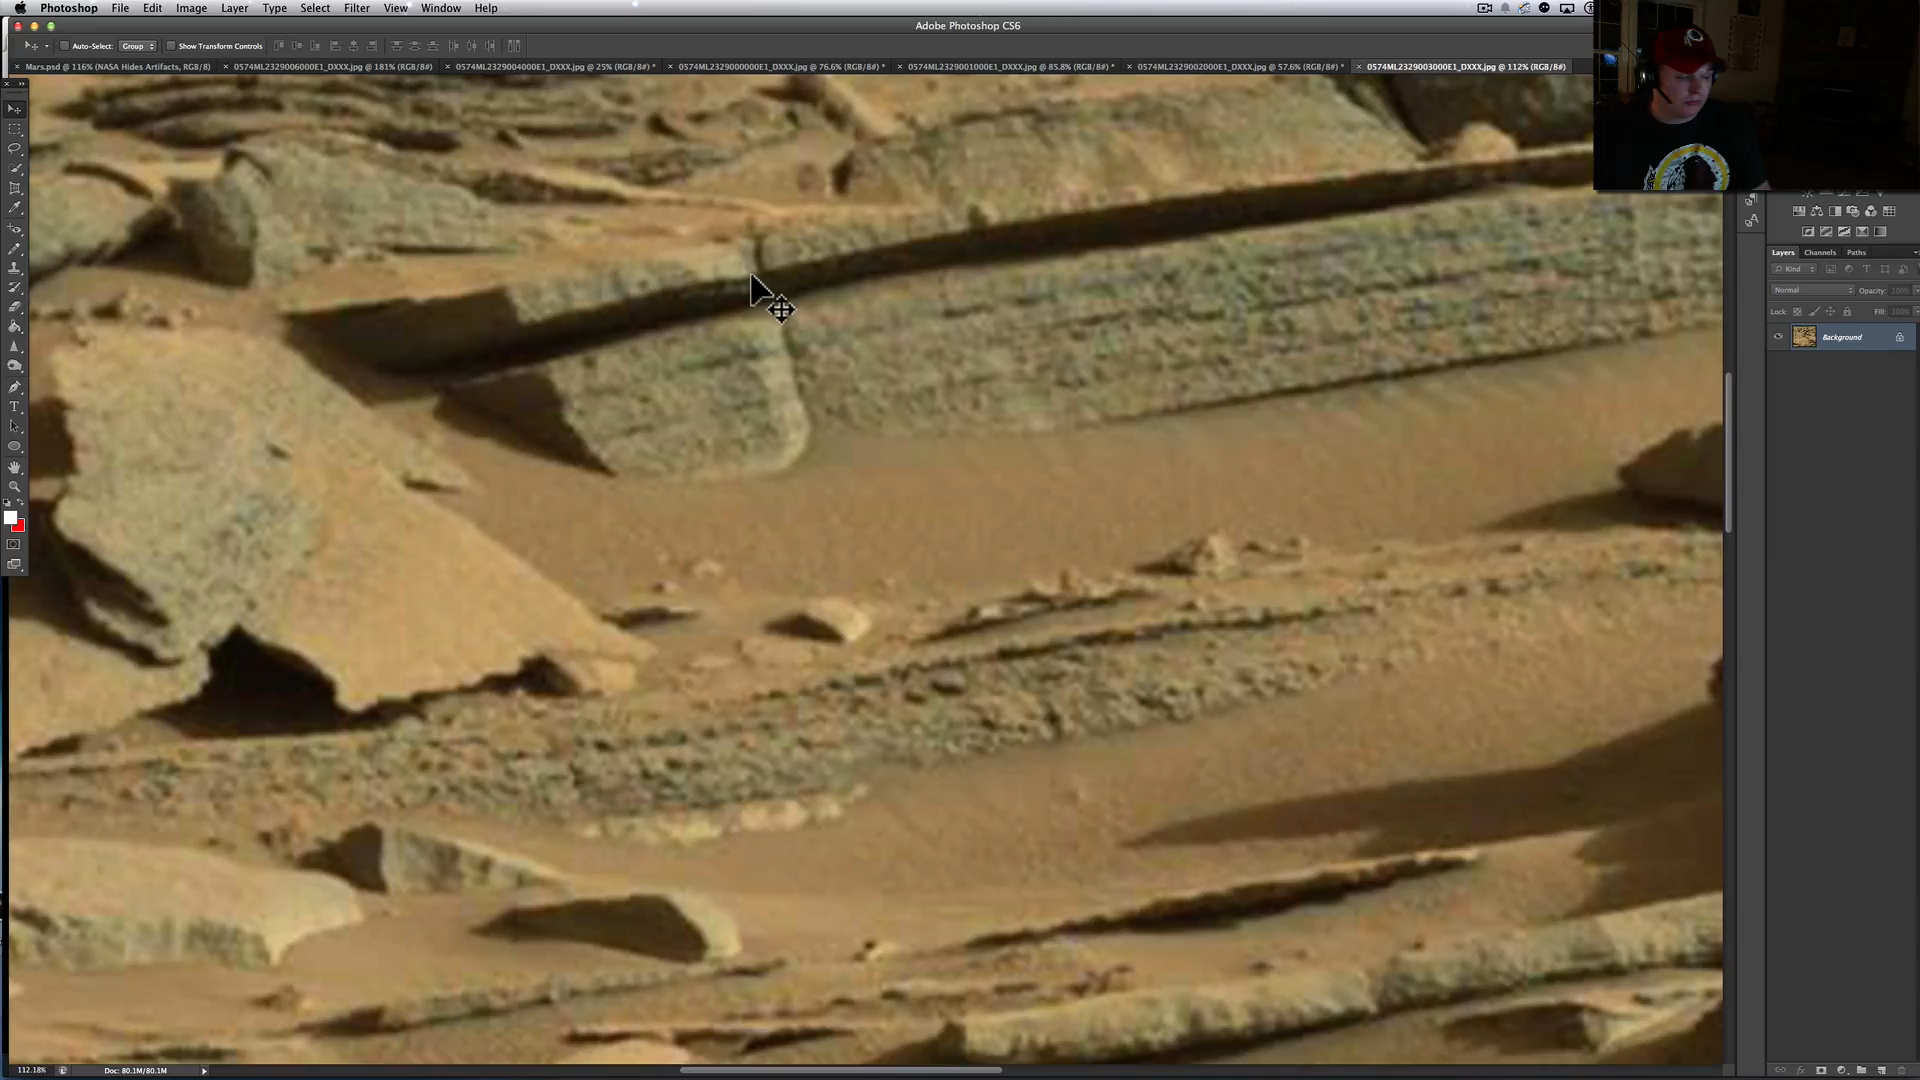 Photoshop File Edit Image Layer Type Select Filter View Window Help
Adobe Photoshop CS6
Auto-Select: Group Show Transform Controls
Mars.psd @ 116% (NASA Hides Artifacts, RGB/8)
0574ML2329006000E1_DXXX.jpg @ 181% (RGB/8#)
0574ML2329004000E1_DXXX.jpg @ 25% (RGB/8#) *
0574ML2329000000E1_DXXX.jpg @ 76.6% (RGB/8#) *
0574ML2329001000E1_DXXX.jpg @ 85.8% (RGB/8#) *
0574ML2329002000E1_DXXX.jpg @ 57.6% (RGB/8#) *
0574ML2329003000E1_DXXX.jpg @ 112% (RGB/8#)
Layers Channels Paths
Kind
Normal Opacity: 100%
Lock: Fill: 100%
Background
112.18% Doc: 80.1M/80.1M